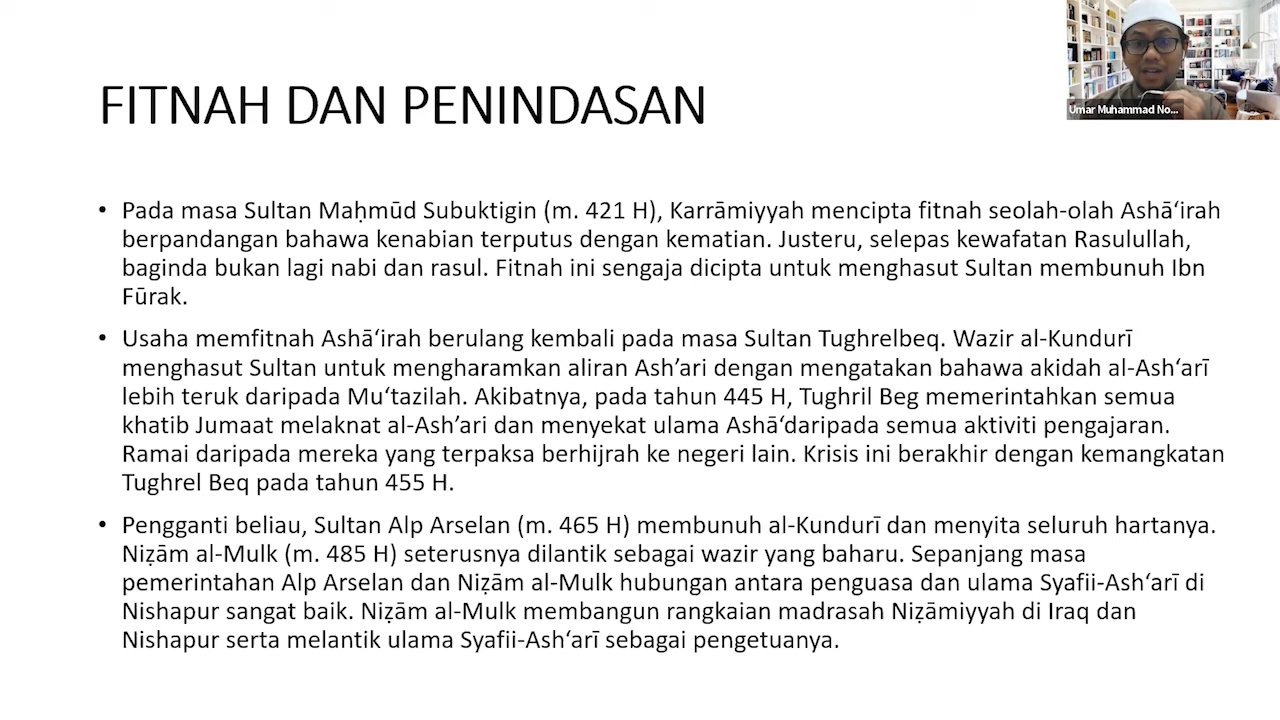 FITNAH DAN PENINDASAN
Umar Muhammad No...
• Pada masa Sultan Maḥmūd Subuktigin (m. 421 H), Karrāmiyyah mencipta fitnah seolah-olah Ashā‘irah
berpandangan bahawa kenabian terputus dengan kematian. Justeru, selepas kewafatan Rasulullah,
baginda bukan lagi nabi dan rasul. Fitnah ini sengaja dicipta untuk menghasut Sultan membunuh Ibn
Fūrak.
• Usaha memfitnah Ashā‘irah berulang kembali pada masa Sultan Tughrelbeq. Wazir al-Kundurī
menghasut Sultan untuk mengharamkan aliran Ash’ari dengan mengatakan bahawa akidah al-Ash‘arī
lebih teruk daripada Mu‘tazilah. Akibatnya, pada tahun 445 H, Tughril Beg memerintahkan semua
khatib Jumaat melaknat al-Ash’ari dan menyekat ulama Ashā‘daripada semua aktiviti pengajaran.
Ramai daripada mereka yang terpaksa berhijrah ke negeri lain. Krisis ini berakhir dengan kemangkatan
Tughrel Beq pada tahun 455 H.
• Pengganti beliau, Sultan Alp Arselan (m. 465 H) membunuh al-Kundurī dan menyita seluruh hartanya.
Niẓām al-Mulk (m. 485 H) seterusnya dilantik sebagai wazir yang baharu. Sepanjang masa
pemerintahan Alp Arselan dan Niẓām al-Mulk hubungan antara penguasa dan ulama Syafii-Ash‘arī di
Nishapur sangat baik. Niẓām al-Mulk membangun rangkaian madrasah Niẓāmiyyah di Iraq dan
Nishapur serta melantik ulama Syafii-Ash‘arī sebagai pengetuanya.